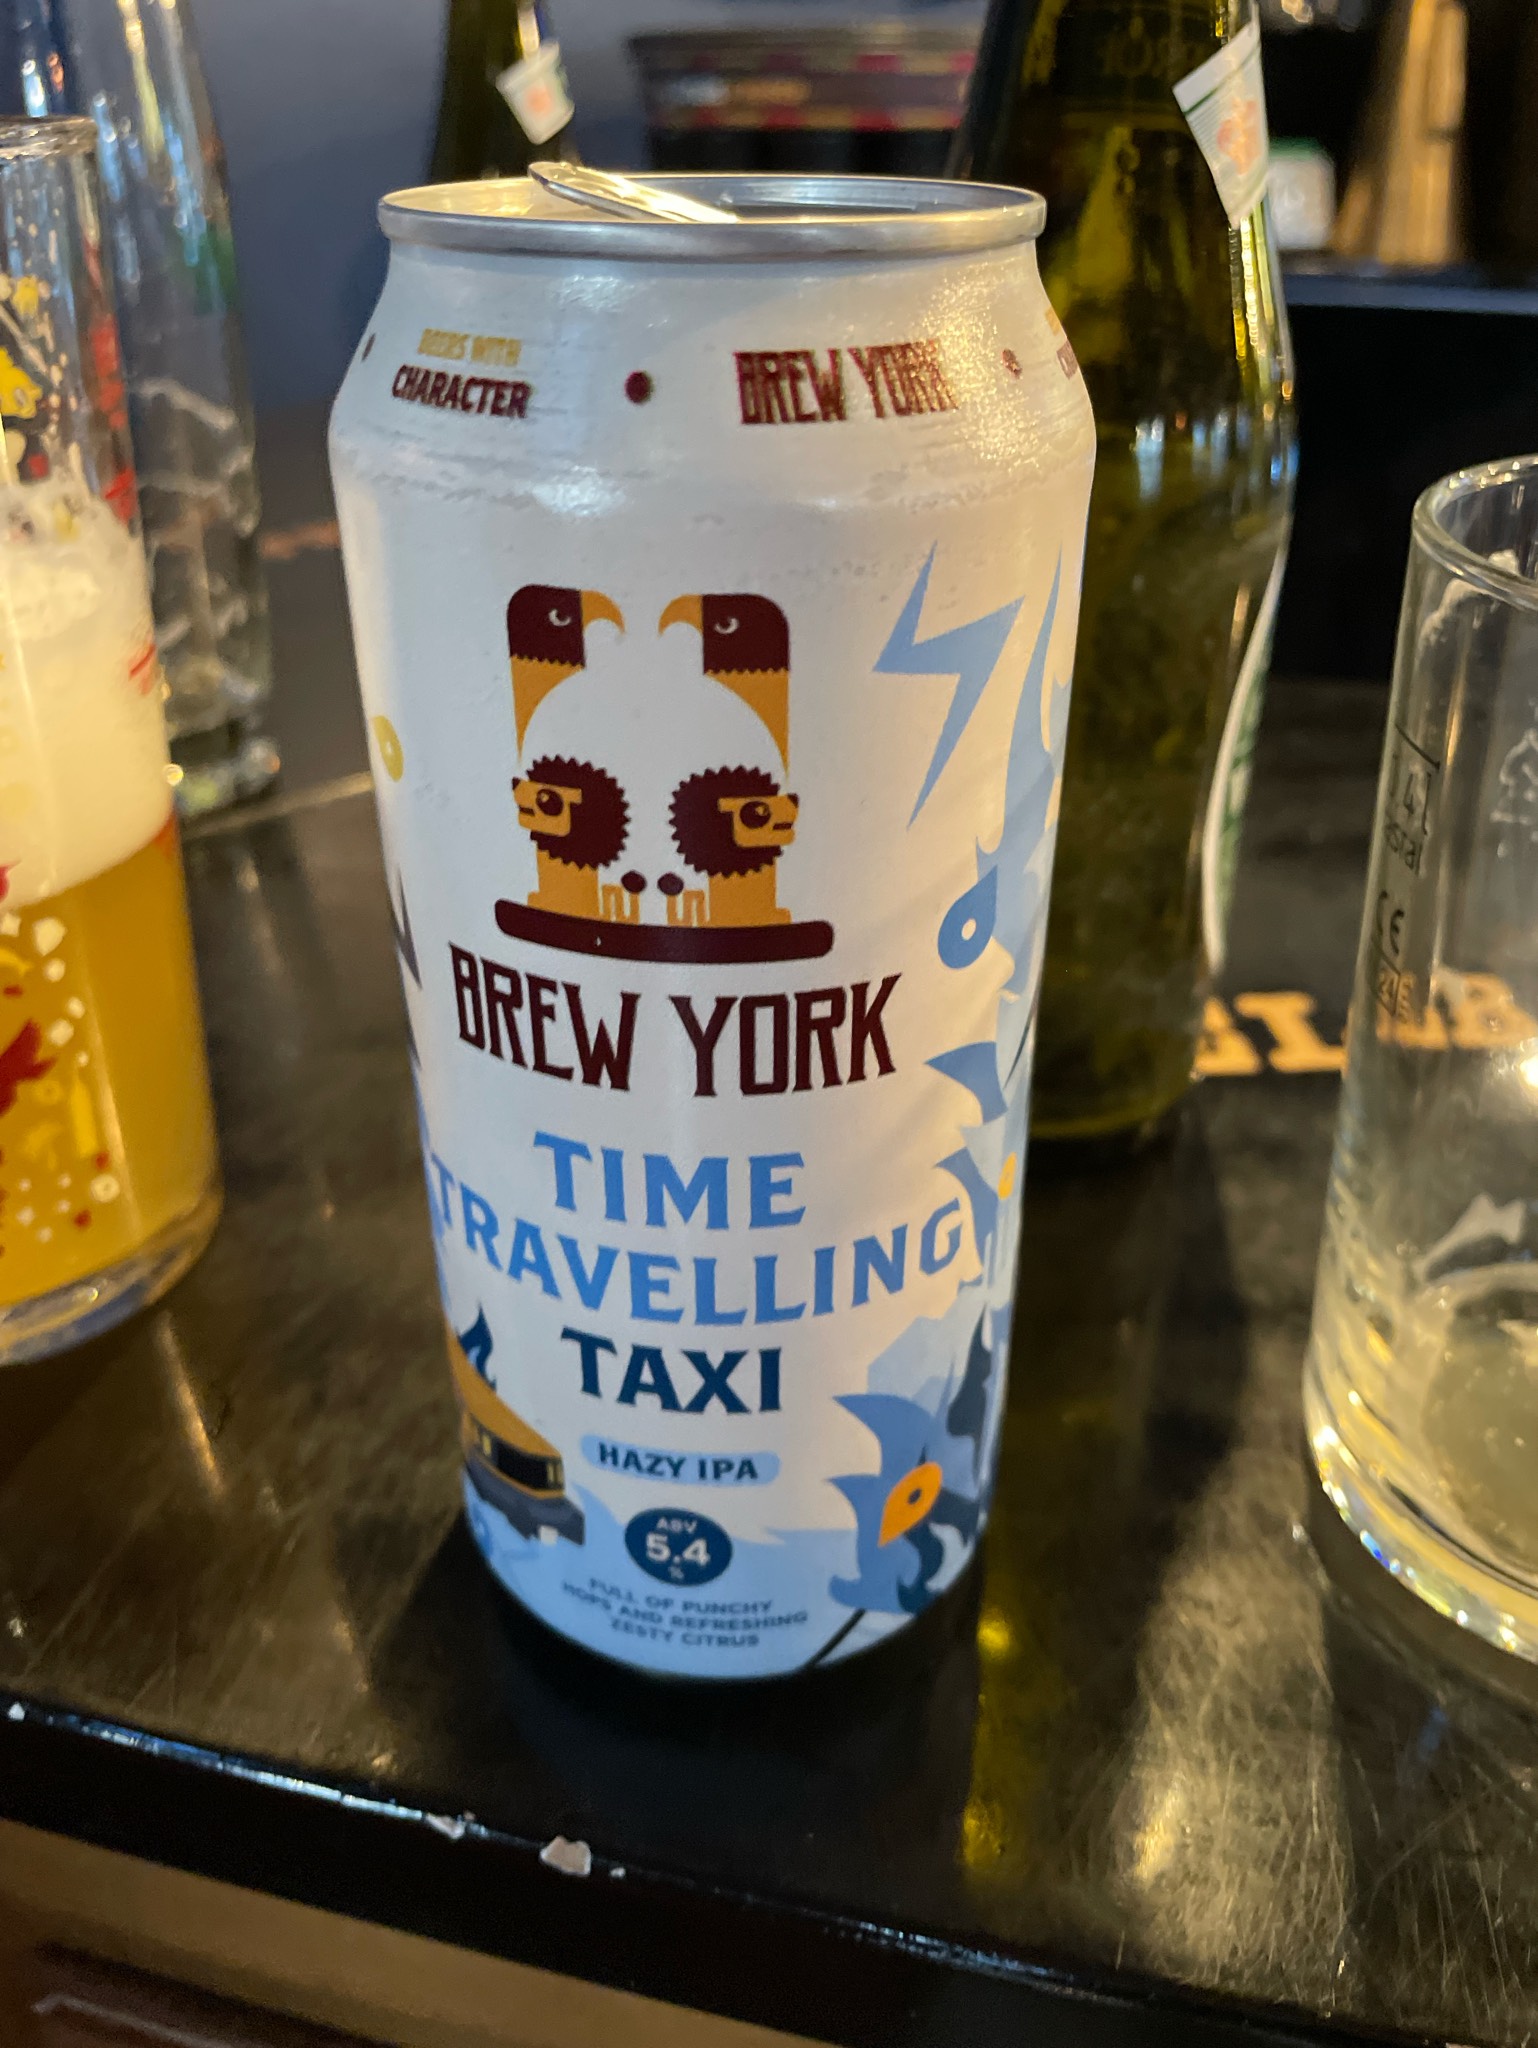 BEERS WITH
CHARACTER
BREW YORK
BREW YORK
TIME
TRAVELLING
TAXI
HAZY IPA
ABV
5.4
%
FULL OF PUNCHY
HOPS AND REFRESHING
ZESTY CITRUS
CE